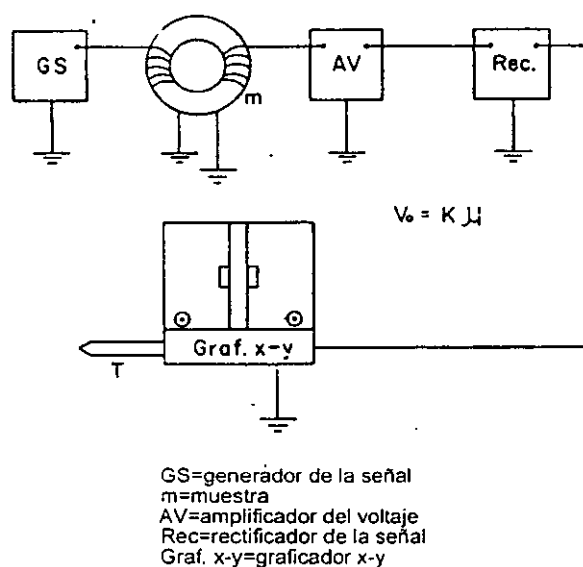 GS
m
AV
Rec.
V₀ = K μ
Graf. x-y
T
GS=generador de la señal
m=muestra
AV=amplificador del voltaje
Rec=rectificador de la señal
Graf. x-y=graficador x-y